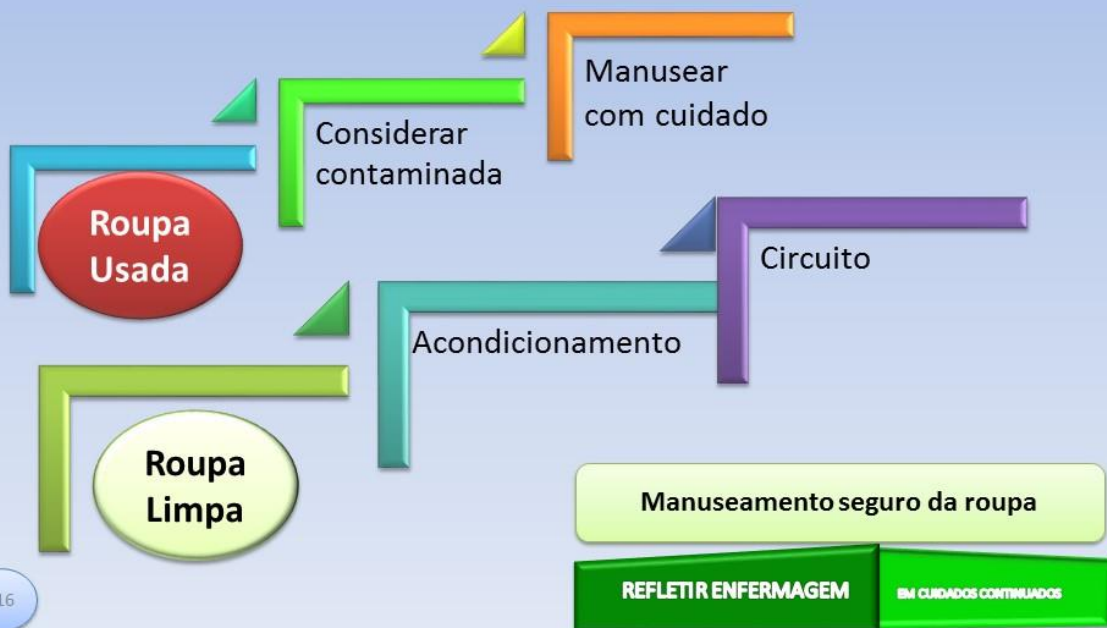 Manusear
com cuidado
Considerar
contaminada
Roupa
Usada
Circuito
Acondicionamento
Roupa
Limpa
Manuseamento seguro da roupa
REFLETIR ENFERMAGEM
EM CUIDADOS CONTINUADOS
16